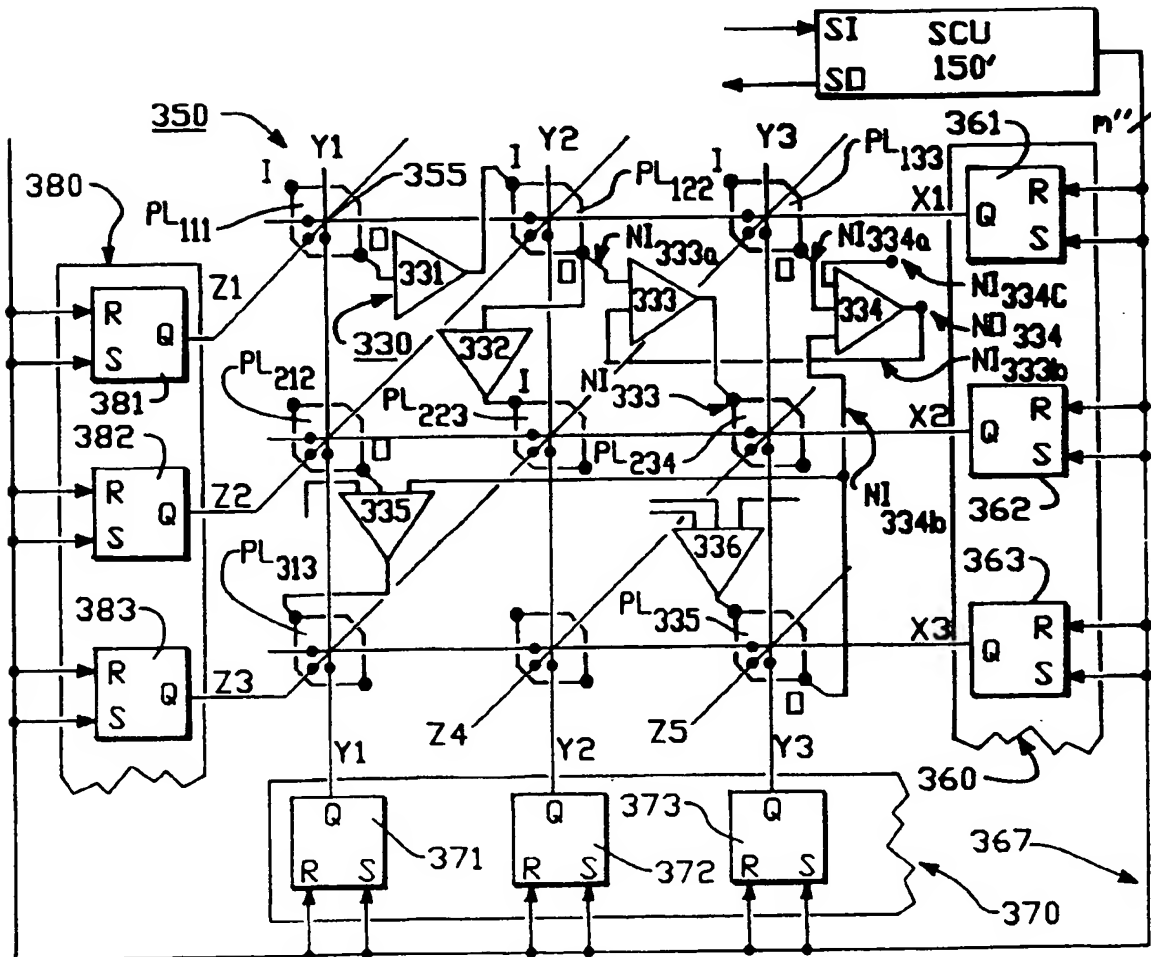 SI SCU
150'
SO
m"
350
Y1
Y2
Y3
361
380
I
355
I
PL122
I
PL133
PL111
X1
Q
R
S
O
331
O
NI333a
O
NI334a
NI334C
Z1
333
334
NO334
R
Q
S
330
332
NI333b
381
PL212
I
NI333
382
O
PL223
PL234
X2
Q
R
S
R
Q
S
Z2
335
NI334b
362
336
PL313
363
383
PL335
X3
R
Q
S
R
Q
S
Z3
O
Z4
Z5
Y1
Y2
Y3
360
Q
Q
373
Q
371
372
367
R S
R S
R S
370